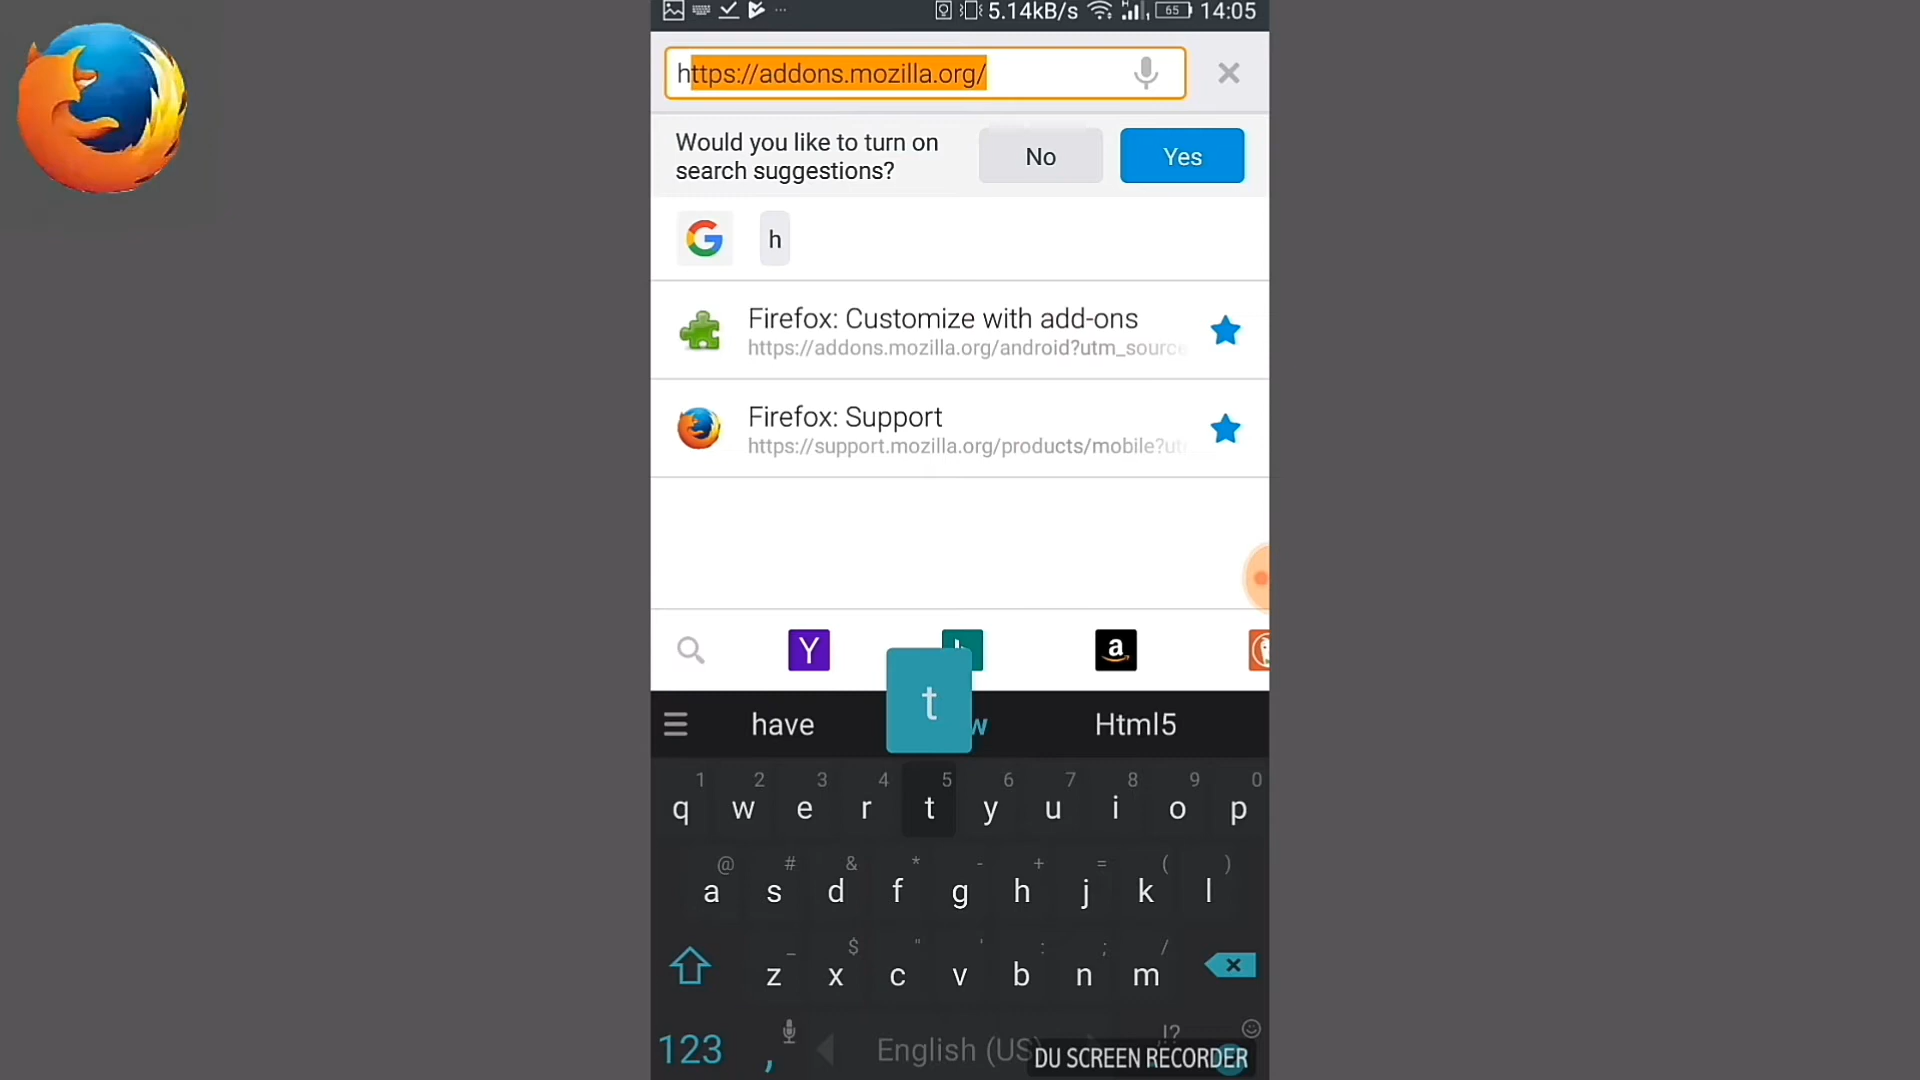 5.14kB/s 65 14:05
https://addons.mozilla.org/
Would you like to turn on
search suggestions?
No
Yes
h
Firefox: Customize with add-ons
https://addons.mozilla.org/android?utm_source
Firefox: Support
https://support.mozilla.org/products/mobile?ut
Y
a
t
have
w
Html5
1 2 3 4 5 6 7 8 9 0
q w e r t y u i o p
@ # & * - + = ( )
a s d f g h j k l
_ $ " ' : ; /
z x c v b n m
123 , English (US) !?
DU SCREEN RECORDER